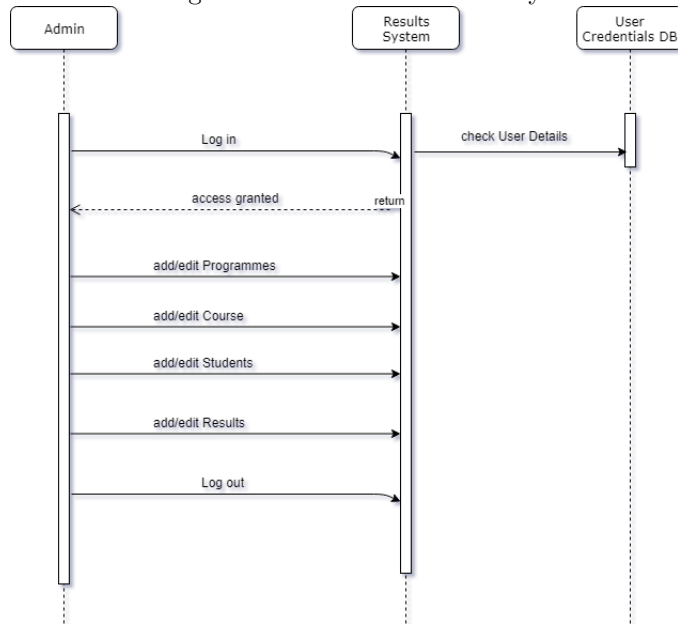 Admin
Results
System
User
Credentials DB
Log in
check User Details
access granted
return
add/edit Programmes
add/edit Course
add/edit Students
add/edit Results
Log out